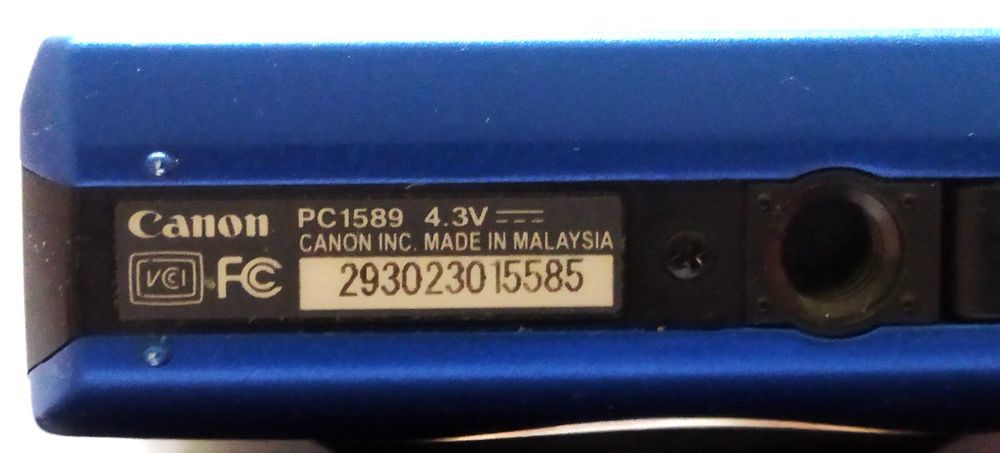 Canon
PC1589 4.3V
CANON INC. MADE IN MALAYSIA
VCI FC
293023015585